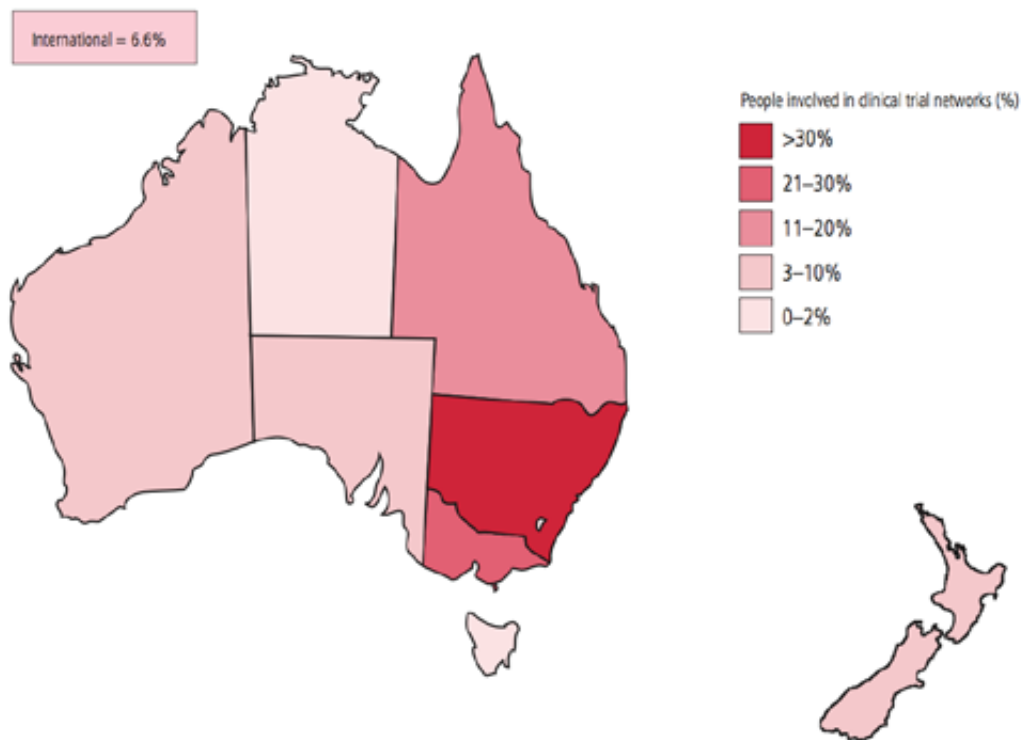 International = 6.6%
People involved in clinical trial networks (%)
>30%
21–30%
11–20%
3–10%
0–2%